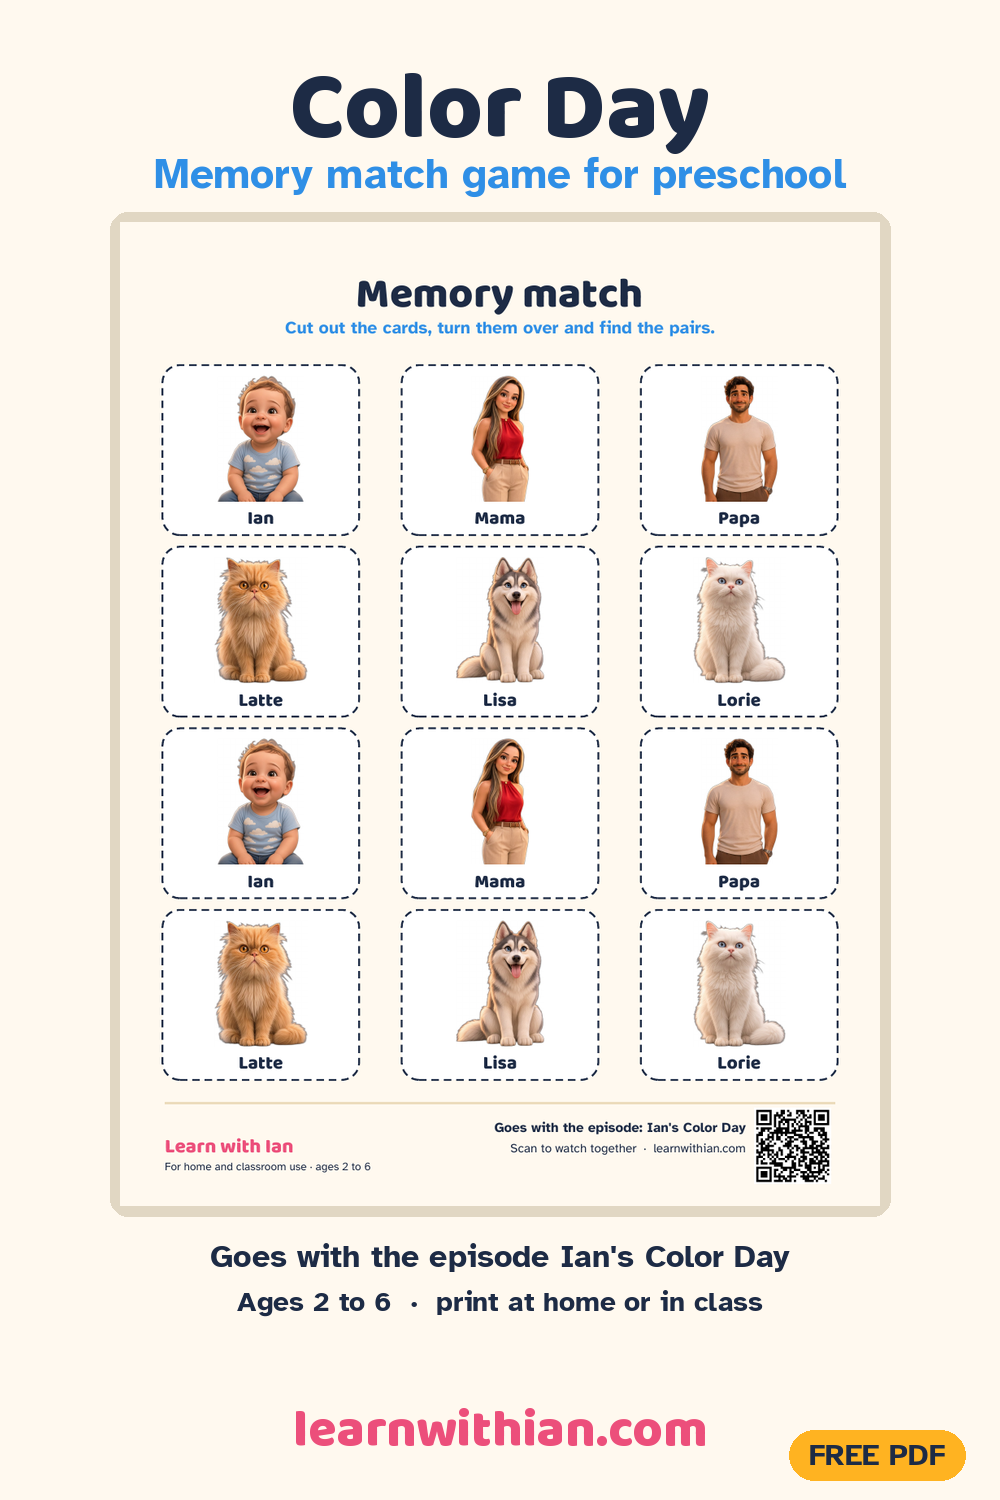 Color Day
Memory match game for preschool
Memory match
Cut out the cards, turn them over and find the pairs.
Ian
Mama
Papa
Latte
Lisa
Lorie
Ian
Mama
Papa
Latte
Lisa
Lorie
Goes with the episode: Ian's Color Day
Scan to watch together · learnwithian.com
Learn with Ian
For home and classroom use · ages 2 to 6
Goes with the episode Ian's Color Day
Ages 2 to 6 · print at home or in class
learnwithian.com
FREE PDF